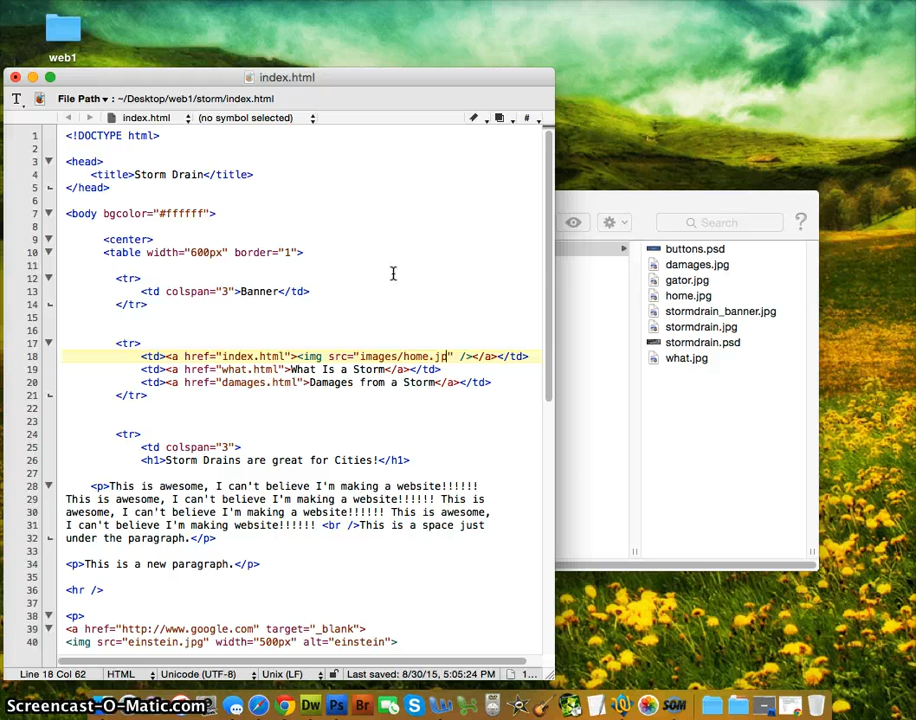 web1
index.html
File Path : ~/Desktop/web1/storm/index.html
index.html (no symbol selected) #
Search ?
1 <!DOCTYPE html>
2
3 <head>
4 <title>Storm Drain</title>
5 </head>
6
7 <body bgcolor="#ffffff">
8
9 <center>
10 <table width="600px" border="1">
11
12 <tr>
13 <td colspan="3">Banner</td>
14 </tr>
15
16
17 <tr>
18 <td><a href="index.html"><img src="images/home.jp" /></a></td>
19 <td><a href="what.html">What Is a Storm</a></td>
20 <td><a href="damages.html">Damages from a Storm</a></td>
21 </tr>
22
23
24 <tr>
25 <td colspan="3">
26 <h1>Storm Drains are great for Cities!</h1>
27
28 <p>This is awesome, I can't believe I'm making a website!!!!!!
29 This is awesome, I can't believe I'm making a website!!!!!! This is
30 awesome, I can't believe I'm making a website!!!!!! This is awesome,
31 I can't believe I'm making website!!!!!! <br />This is a space just
32 under the paragraph.</p>
33
34 <p>This is a new paragraph.</p>
35
36 <hr />
37
38 <p>
39 <a href="http://www.google.com" target="_blank">
40 <img src="einstein.jpg" width="500px" alt="einstein">
buttons.psd
damages.jpg
gator.jpg
home.jpg
stormdrain_banner.jpg
stormdrain.jpg
stormdrain.psd
what.jpg
Line 18 Col 62 HTML Unicode (UTF-8) Unix (LF) Last saved: 8/30/15, 5:05:24 PM 1...
Dw Ps Br S W SOM
Screencast-O-Matic.com